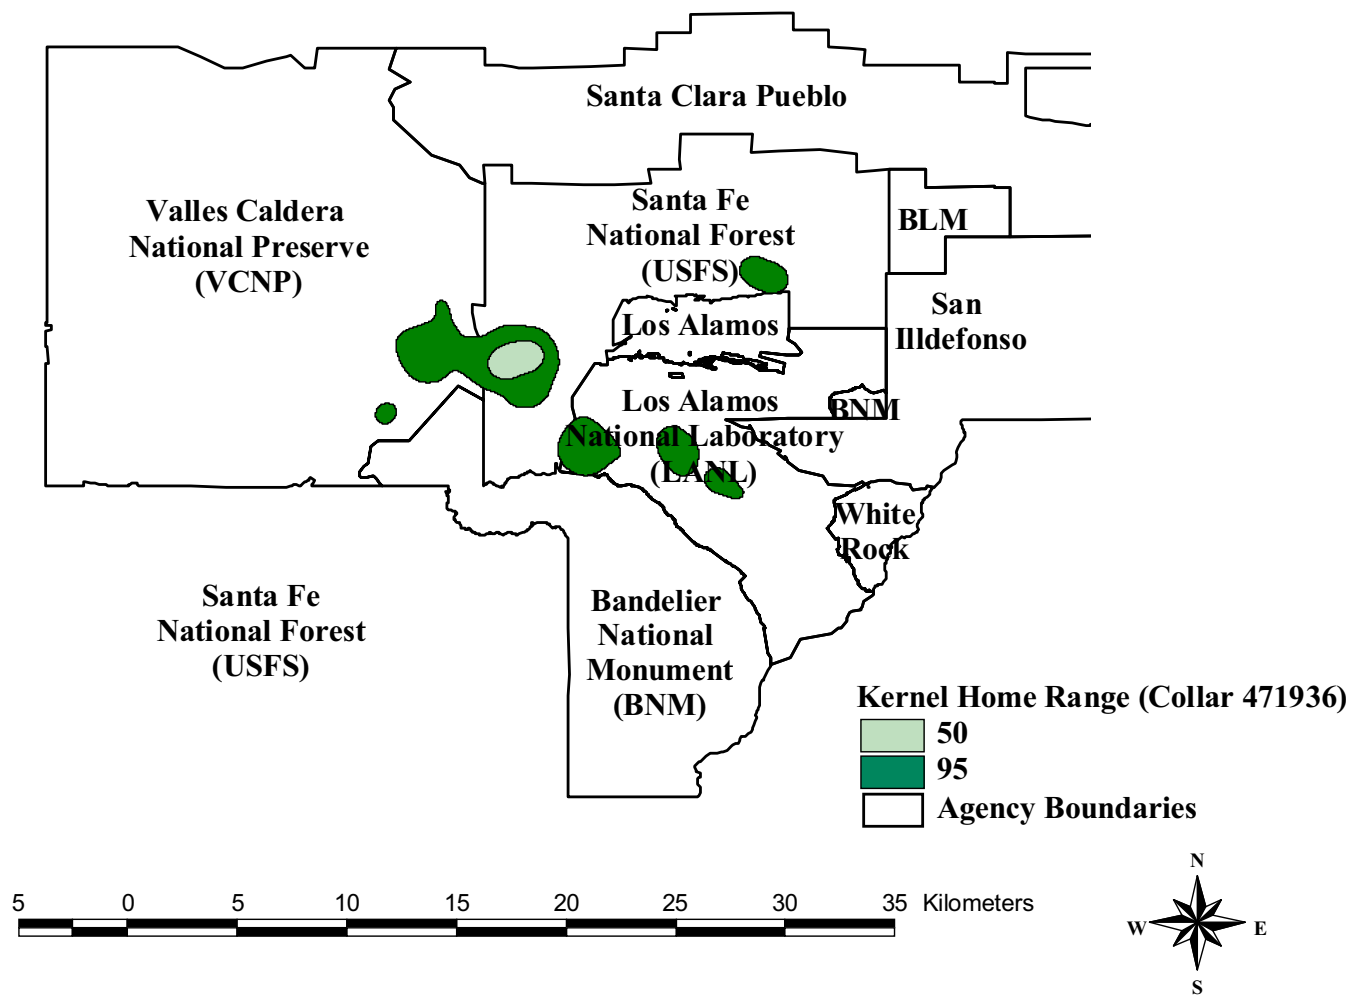 Santa Clara Pueblo
Valles Caldera
National Preserve
(VCNP)
Santa Fe
National Forest
(USFS)
BLM
San
Illdefonso
Los Alamos
BNM
Los Alamos
National Laboratory
(LANL)
White
Rock
Santa Fe
National Forest
(USFS)
Bandelier
National
Monument
(BNM)
Kernel Home Range (Collar 471936)
50
95
Agency Boundaries
5 0 5 10 15 20 25 30 35 Kilometers
N
W E
S